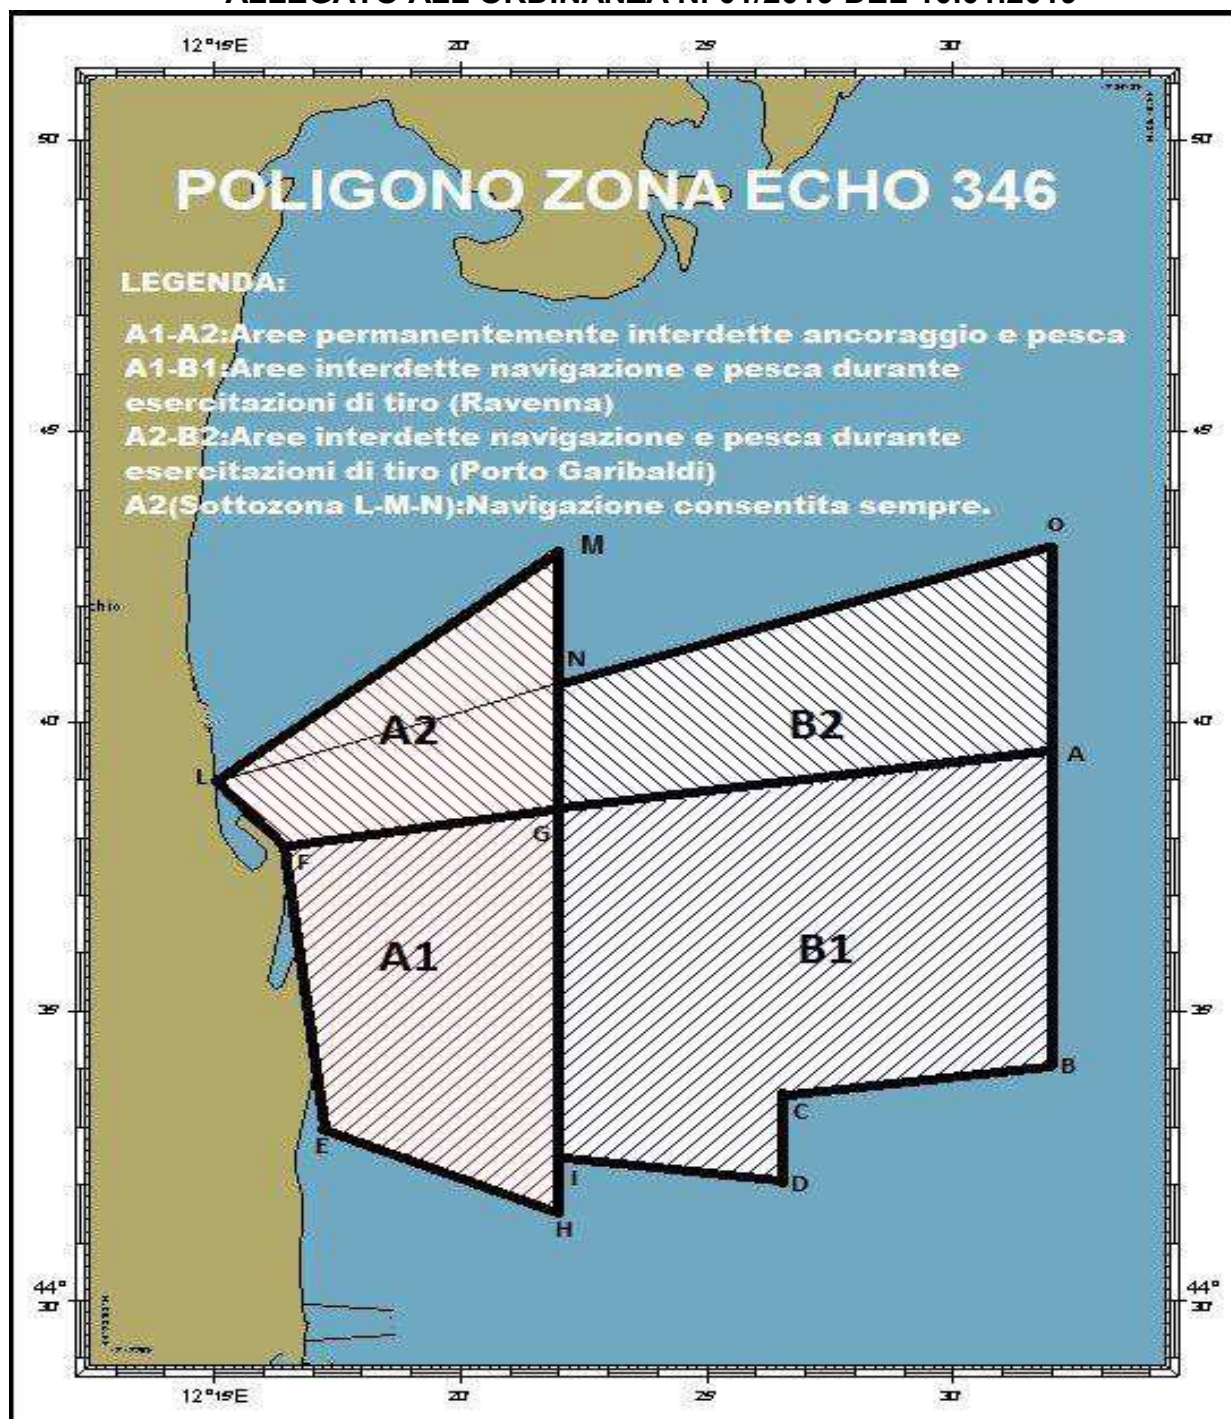 12°15'E 20' 25' 30'
50' 50'
POLIGONO ZONA ECHO 346
LEGENDA:
A1-A2:Aree permanentemente interdette ancoraggio e pesca
A1-B1:Aree interdette navigazione e pesca durante
esercitazioni di tiro (Ravenna)
45' 45'
A2-B2:Aree interdette navigazione e pesca durante
esercitazioni di tiro (Porto Garibaldi)
A2(Sottozona L-M-N):Navigazione consentita sempre.
O
M
chio
N
40' A2 B2 40'
A
L
G
F
A1 B1
35' 35'
B
C
E
I D
H
44° 44°
30' 30'
12°15'E 20' 25' 30'